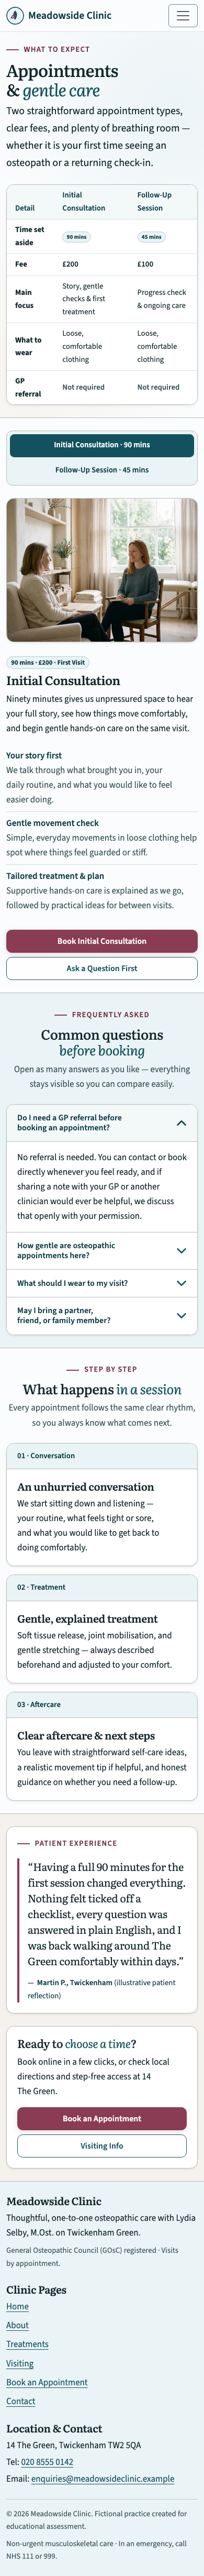 Meadowside Clinic
WHAT TO EXPECT
Appointments
& gentle care
Two straightforward appointment types,
clear fees, and plenty of breathing room —
whether it is your first time seeing an
osteopath or a returning check-in.
Detail
Initial
Consultation
Follow-Up
Session
Time set
aside
90 mins
45 mins
Fee
£200
£100
Main
focus
Story, gentle
checks & first
treatment
Progress check
& ongoing care
What to
wear
Loose,
comfortable
clothing
Loose,
comfortable
clothing
GP
referral
Not required
Not required
Initial Consultation · 90 mins
Follow-Up Session · 45 mins
90 mins · £200 · First Visit
Initial Consultation
Ninety minutes gives us unpressured space to hear
your full story, see how things move comfortably,
and begin gentle hands-on care on the same visit.
Your story first
We talk through what brought you in, your
daily routine, and what you would like to feel
easier doing.
Gentle movement check
Simple, everyday movements in loose clothing help
spot where things feel guarded or stiff.
Tailored treatment & plan
Supportive hands-on care is explained as we go,
followed by practical ideas for between visits.
Book Initial Consultation
Ask a Question First
FREQUENTLY ASKED
Common questions
before booking
Open as many answers as you like — everything
stays visible so you can compare easily.
Do I need a GP referral before
booking an appointment?
No referral is needed. You can contact or book
directly whenever you feel ready, and if
sharing a note with your GP or another
clinician would ever be helpful, we discuss
that openly with your permission.
How gentle are osteopathic
appointments here?
What should I wear to my visit?
May I bring a partner,
friend, or family member?
STEP BY STEP
What happens in a session
Every appointment follows the same clear rhythm,
so you always know what comes next.
01 · Conversation
An unhurried conversation
We start sitting down and listening —
your routine, what feels tight or sore,
and what you would like to get back to
doing comfortably.
02 · Treatment
Gentle, explained treatment
Soft tissue release, joint mobilisation, and
gentle stretching — always described
beforehand and adjusted to your comfort.
03 · Aftercare
Clear aftercare & next steps
You leave with straightforward self-care ideas,
a realistic movement tip if helpful, and honest
guidance on whether you need a follow-up.
PATIENT EXPERIENCE
“Having a full 90 minutes for the
first session changed everything.
Nothing felt ticked off a
checklist, every question was
answered in plain English, and I
was back walking around The
Green comfortably within days.”
— Martin P., Twickenham (illustrative patient
reflection)
Ready to choose a time?
Book online in a few clicks, or check local
directions and step-free access at 14
The Green.
Book an Appointment
Visiting Info
Meadowside Clinic
Thoughtful, one-to-one osteopathic care with Lydia
Selby, M.Ost. on Twickenham Green.
General Osteopathic Council (GOsC) registered · Visits
by appointment.
Clinic Pages
Home
About
Treatments
Visiting
Book an Appointment
Contact
Location & Contact
14 The Green, Twickenham TW2 5QA
Tel: 020 8555 0142
Email: enquiries@meadowsideclinic.example
© 2026 Meadowside Clinic. Fictional practice created for
educational assessment.
Non-urgent musculoskeletal care · In an emergency, call
NHS 111 or 999.